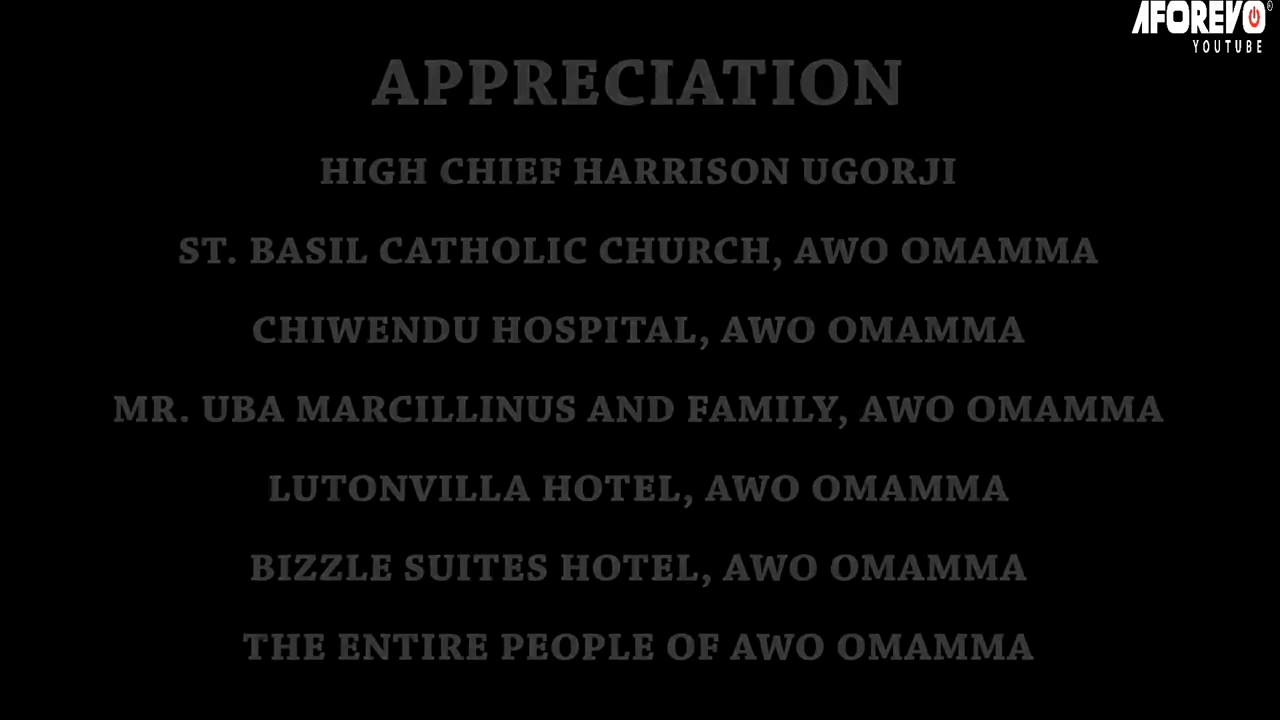 AFOREVO
YOUTUBE
APPRECIATION
HIGH CHIEF HARRISON UGORJI
ST. BASIL CATHOLIC CHURCH, AWO OMAMMA
CHIWENDU HOSPITAL, AWO OMAMMA
MR. UBA MARCILLINUS AND FAMILY, AWO OMAMMA
LUTONVILLA HOTEL, AWO OMAMMA
BIZZLE SUITES HOTEL, AWO OMAMMA
THE ENTIRE PEOPLE OF AWO OMAMMA